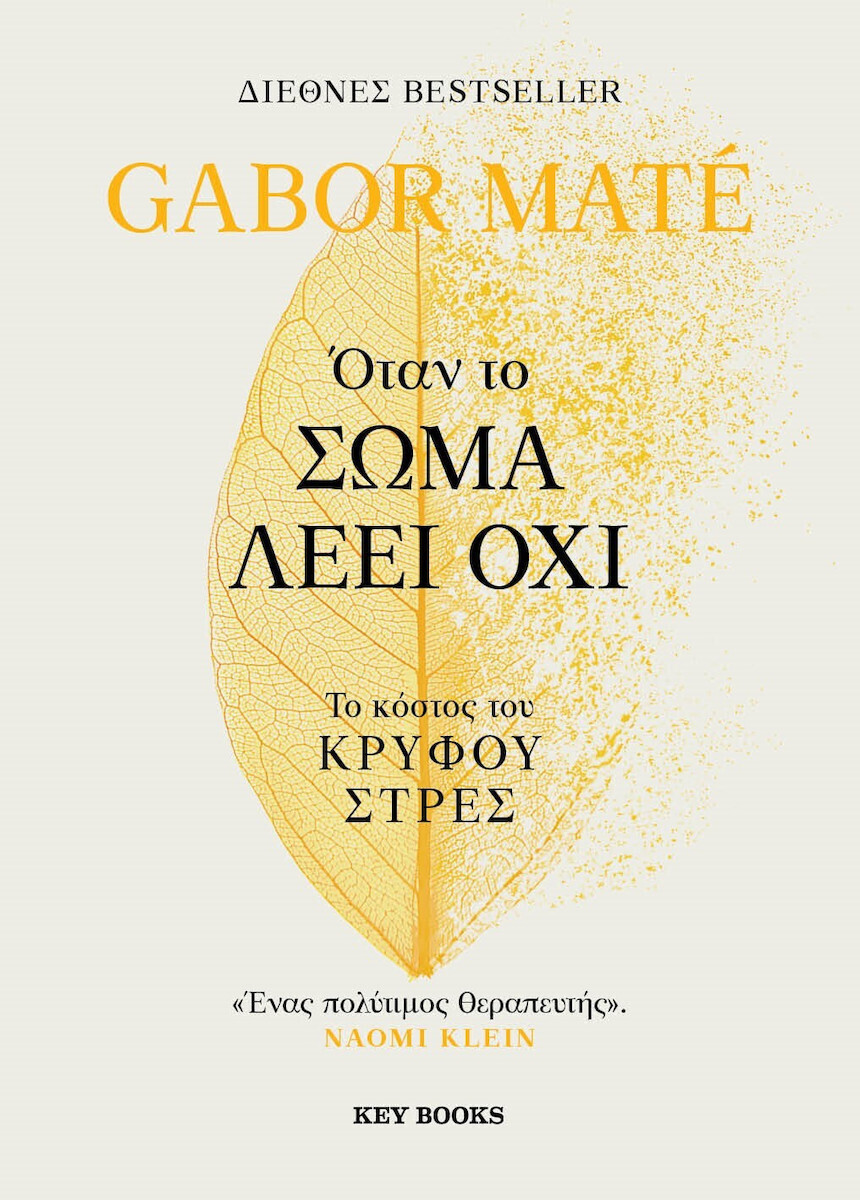 ΔΙΕΘΝΕΣ BESTSELLER
GABOR MATÉ
Όταν το
ΣΩΜΑ
ΛΕΕΙ ΟΧΙ
Το κόστος του
ΚΡΥΦΟΥ
ΣΤΡΕΣ
«Ένας πολύτιμος θεραπευτής».
NAOMI KLEIN
KEY BOOKS